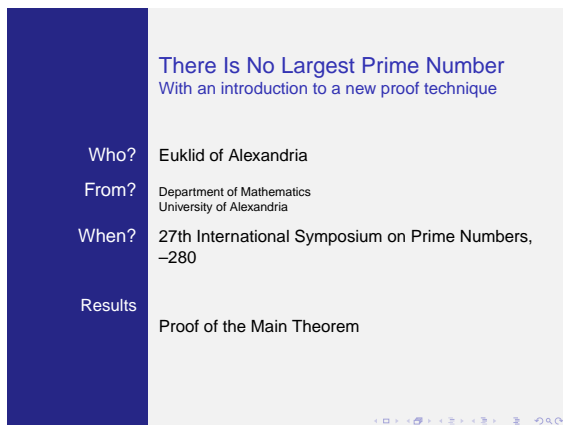 There Is No Largest Prime Number
With an introduction to a new proof technique
Who?
Euklid of Alexandria
From?
Department of Mathematics
University of Alexandria
When?
27th International Symposium on Prime Numbers,
–280
Results
Proof of the Main Theorem